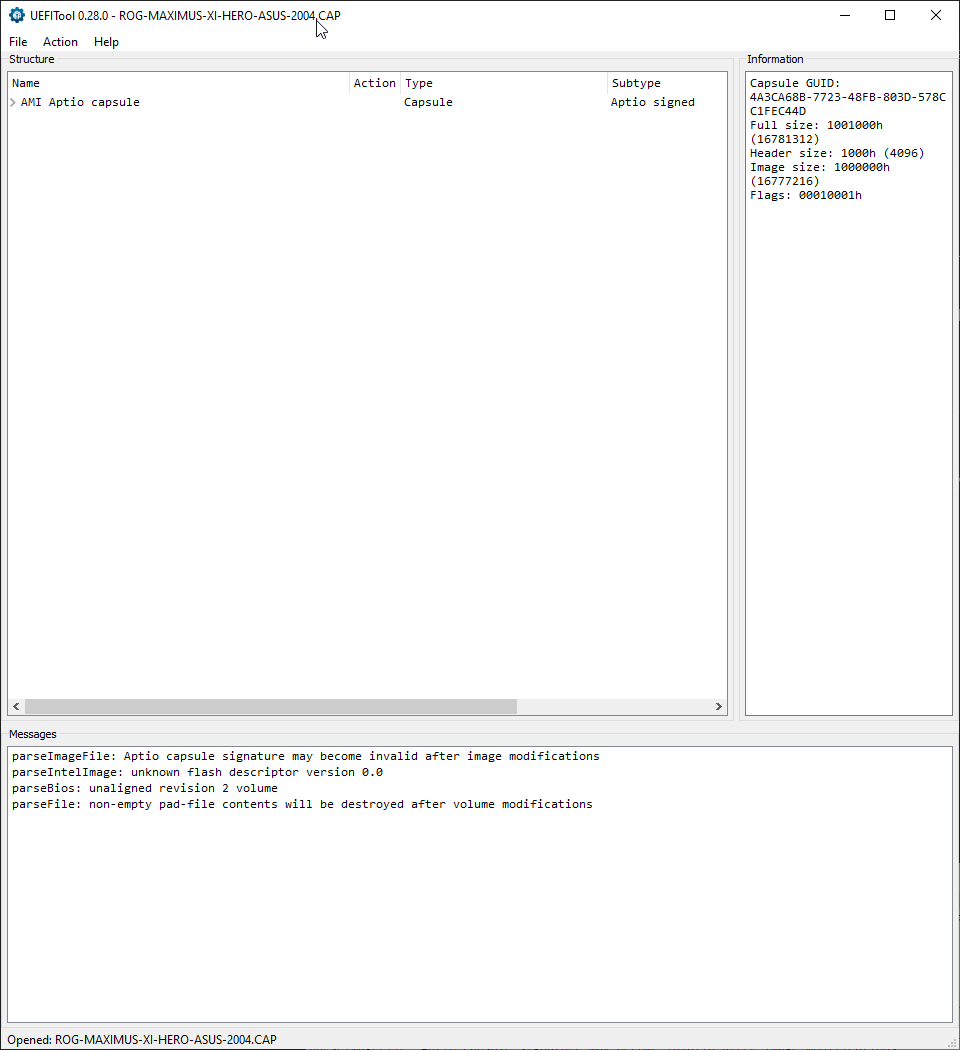 UEFITool 0.28.0 - ROG-MAXIMUS-XI-HERO-ASUS-2004.CAP
File Action Help
Structure
Name Action Type Subtype
AMI Aptio capsule Capsule Aptio signed
Information
Capsule GUID:
4A3CA68B-7723-48FB-803D-578C
C1FEC44D
Full size: 1001000h
(16781312)
Header size: 1000h (4096)
Image size: 1000000h
(16777216)
Flags: 00010001h
Messages
parseImageFile: Aptio capsule signature may become invalid after image modifications
parseIntelImage: unknown flash descriptor version 0.0
parseBios: unaligned revision 2 volume
parseFile: non-empty pad-file contents will be destroyed after volume modifications
Opened: ROG-MAXIMUS-XI-HERO-ASUS-2004.CAP